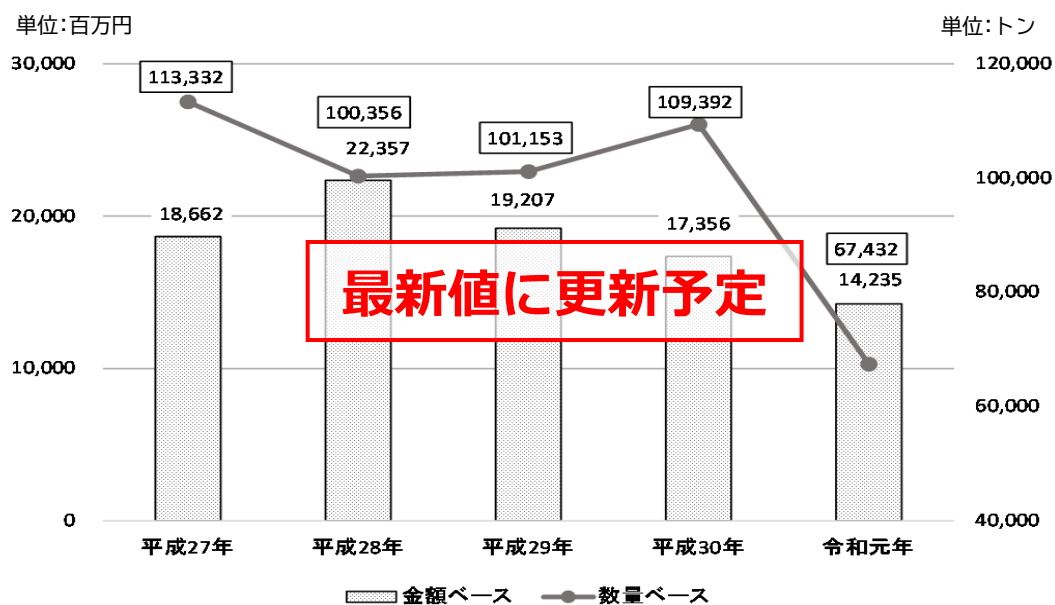 単位：百万円
単位：トン
30,000
20,000
10,000
0
120,000
100,000
80,000
60,000
40,000
113,332
100,356
101,153
109,392
67,432
18,662
22,357
19,207
17,356
14,235
最新値に更新予定
平成27年
平成28年
平成29年
平成30年
令和元年
金額ベース
数量ベース